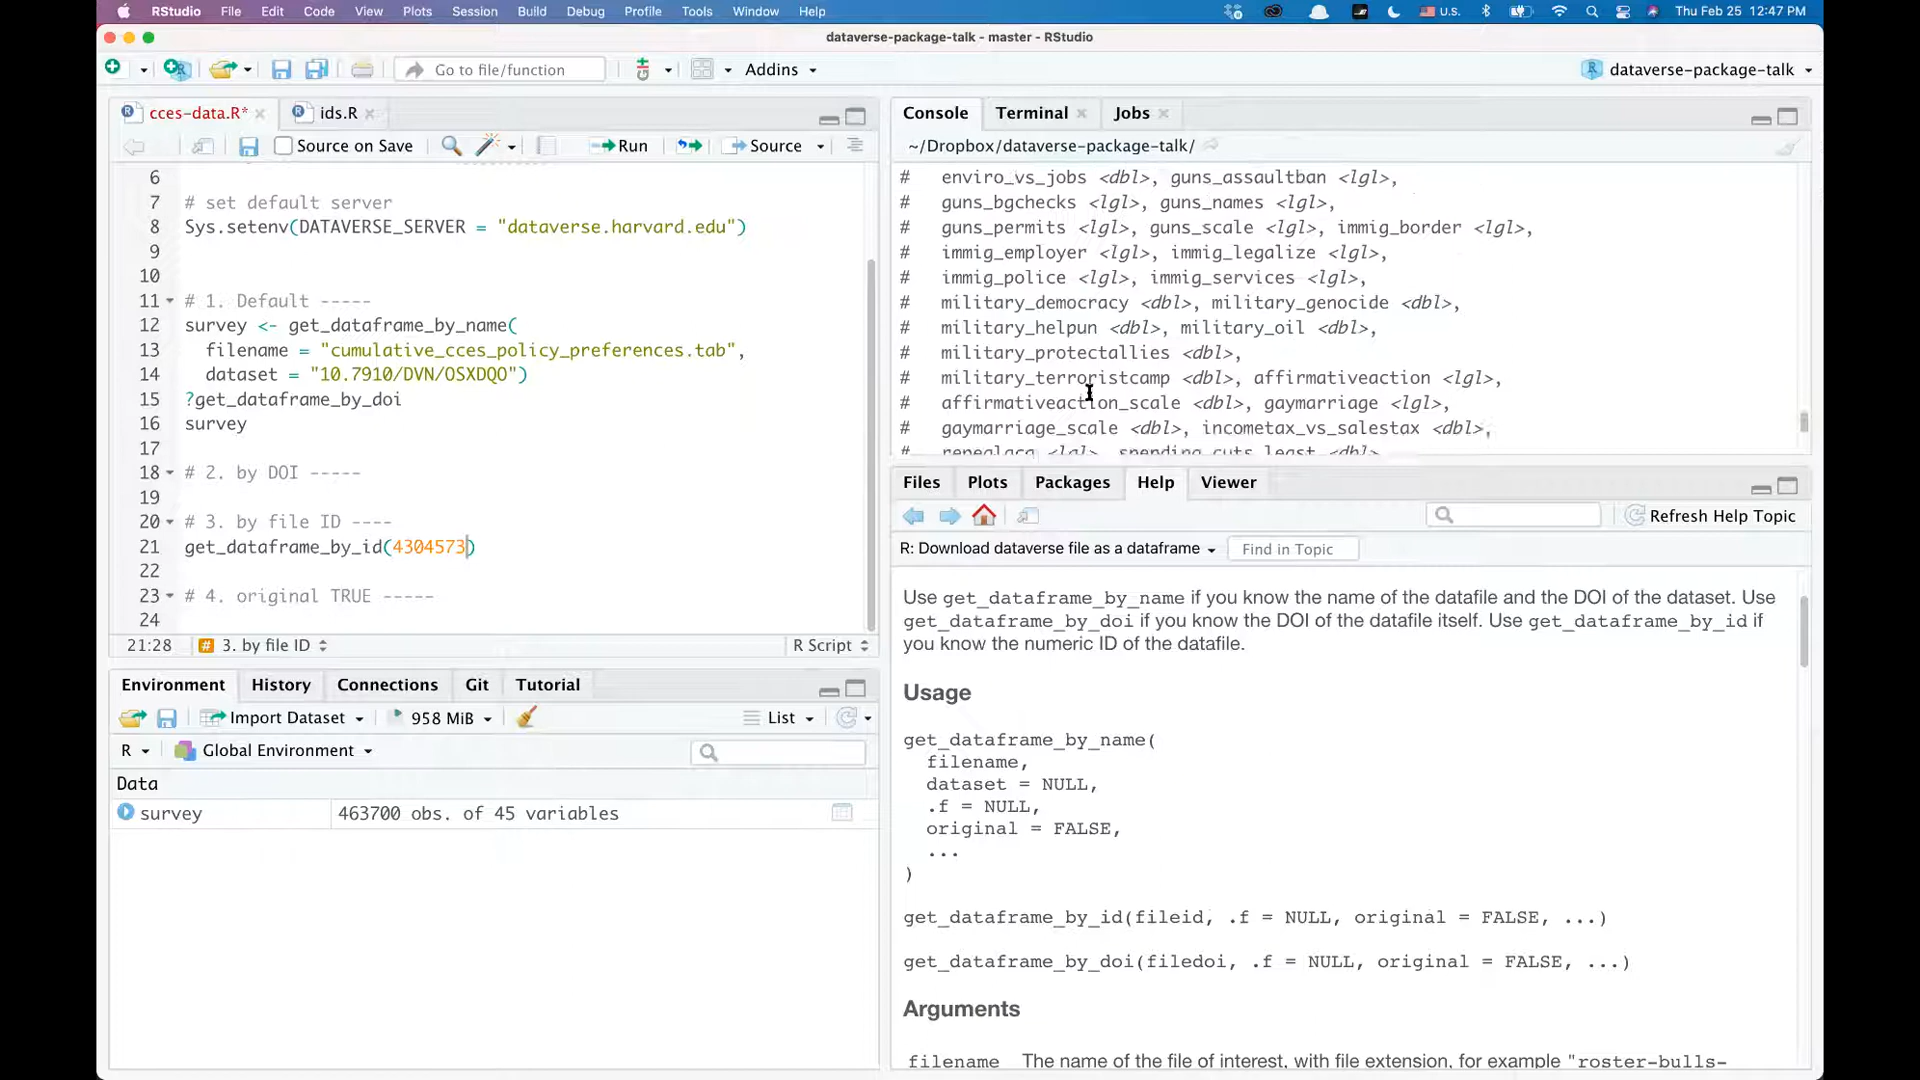 RStudio File Edit Code View Plots Session Build Debug Profile Tools Window Help U.S. Thu Feb 25 12:47 PM
dataverse-package-talk - master - RStudio
Go to file/function Addins dataverse-package-talk
cces-data.R* ids.R
Source on Save Run Source
6
7 # set default server
8 Sys.setenv(DATAVERSE_SERVER = "dataverse.harvard.edu")
9
10
11 # 1. Default -----
12 survey <- get_dataframe_by_name(
13 filename = "cumulative_cces_policy_preferences.tab",
14 dataset = "10.7910/DVN/OSXDQO")
15 ?get_dataframe_by_doi
16 survey
17
18 # 2. by DOI -----
19
20 # 3. by file ID ----
21 get_dataframe_by_id(4304573)
22
23 # 4. original TRUE -----
24
21:28 # 3. by file ID R Script
Environment History Connections Git Tutorial
Import Dataset 958 MiB List
R Global Environment
Data
survey 463700 obs. of 45 variables
Console Terminal Jobs
~/Dropbox/dataverse-package-talk/
# enviro_vs_jobs <dbl>, guns_assaultban <lgl>,
# guns_bgchecks <lgl>, guns_names <lgl>,
# guns_permits <lgl>, guns_scale <lgl>, immig_border <lgl>,
# immig_employer <lgl>, immig_legalize <lgl>,
# immig_police <lgl>, immig_services <lgl>,
# military_democracy <dbl>, military_genocide <dbl>,
# military_helpun <dbl>, military_oil <dbl>,
# military_protectallies <dbl>,
# military_terroristcamp <dbl>, affirmativeaction <lgl>,
# affirmativeaction_scale <dbl>, gaymarriage <lgl>,
# gaymarriage_scale <dbl>, incometax_vs_salestax <dbl>,
# repealaca <lgl>, spending_cuts_least <dbl>,
Files Plots Packages Help Viewer
Refresh Help Topic
R: Download dataverse file as a dataframe Find in Topic
Use get_dataframe_by_name if you know the name of the datafile and the DOI of the dataset. Use
get_dataframe_by_doi if you know the DOI of the datafile itself. Use get_dataframe_by_id if
you know the numeric ID of the datafile.
Usage
get_dataframe_by_name(
filename,
dataset = NULL,
.f = NULL,
original = FALSE,
...
)
get_dataframe_by_id(fileid, .f = NULL, original = FALSE, ...)
get_dataframe_by_doi(filedoi, .f = NULL, original = FALSE, ...)
Arguments
filename The name of the file of interest, with file extension, for example "roster-bulls-